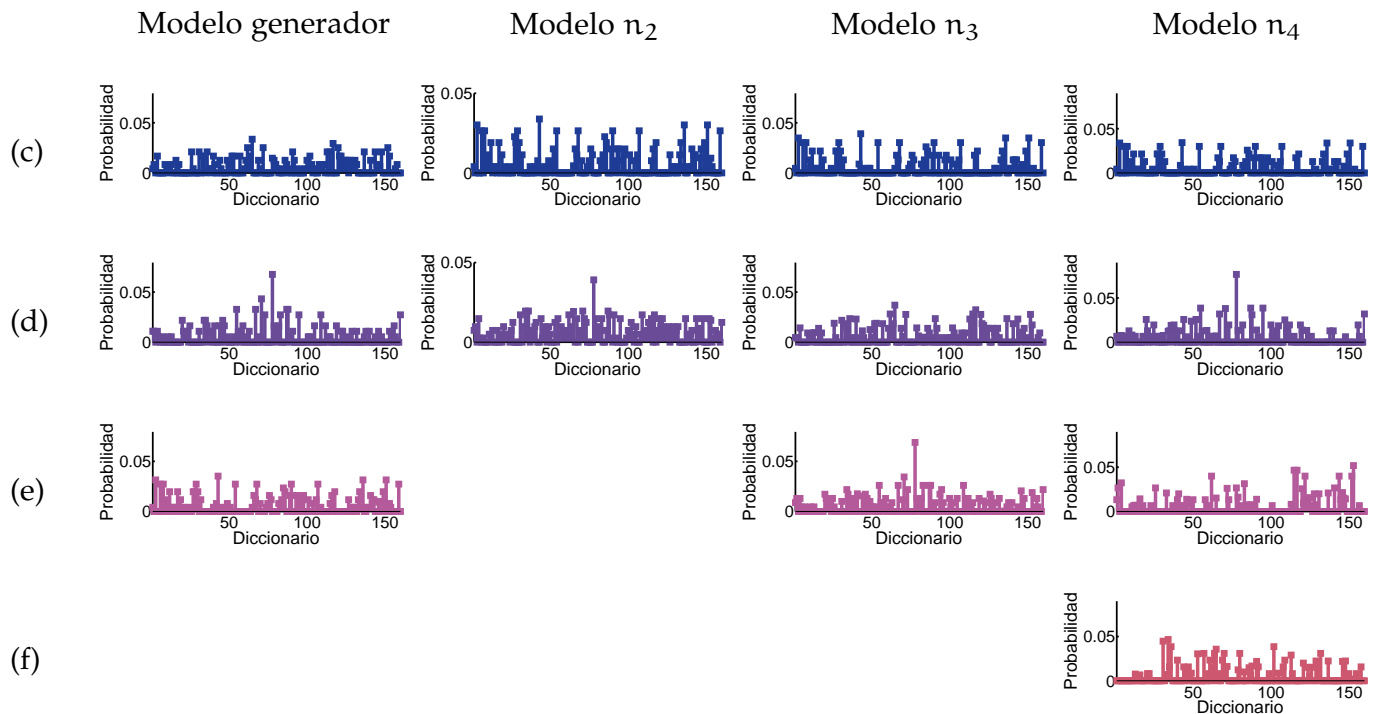 Modelo generador Modelo n2 Modelo n3 Modelo n4
(c)
Probabilidad 0.05 0 50 100 150 Diccionario
Probabilidad 0.05 0 50 100 150 Diccionario
Probabilidad 0.05 0 50 100 150 Diccionario
Probabilidad 0.05 0 50 100 150 Diccionario
(d)
Probabilidad 0.05 0 50 100 150 Diccionario
Probabilidad 0.05 0 50 100 150 Diccionario
Probabilidad 0.05 0 50 100 150 Diccionario
Probabilidad 0.05 0 50 100 150 Diccionario
(e)
Probabilidad 0.05 0 50 100 150 Diccionario
Probabilidad 0.05 0 50 100 150 Diccionario
Probabilidad 0.05 0 50 100 150 Diccionario
(f)
Probabilidad 0.05 0 50 100 150 Diccionario